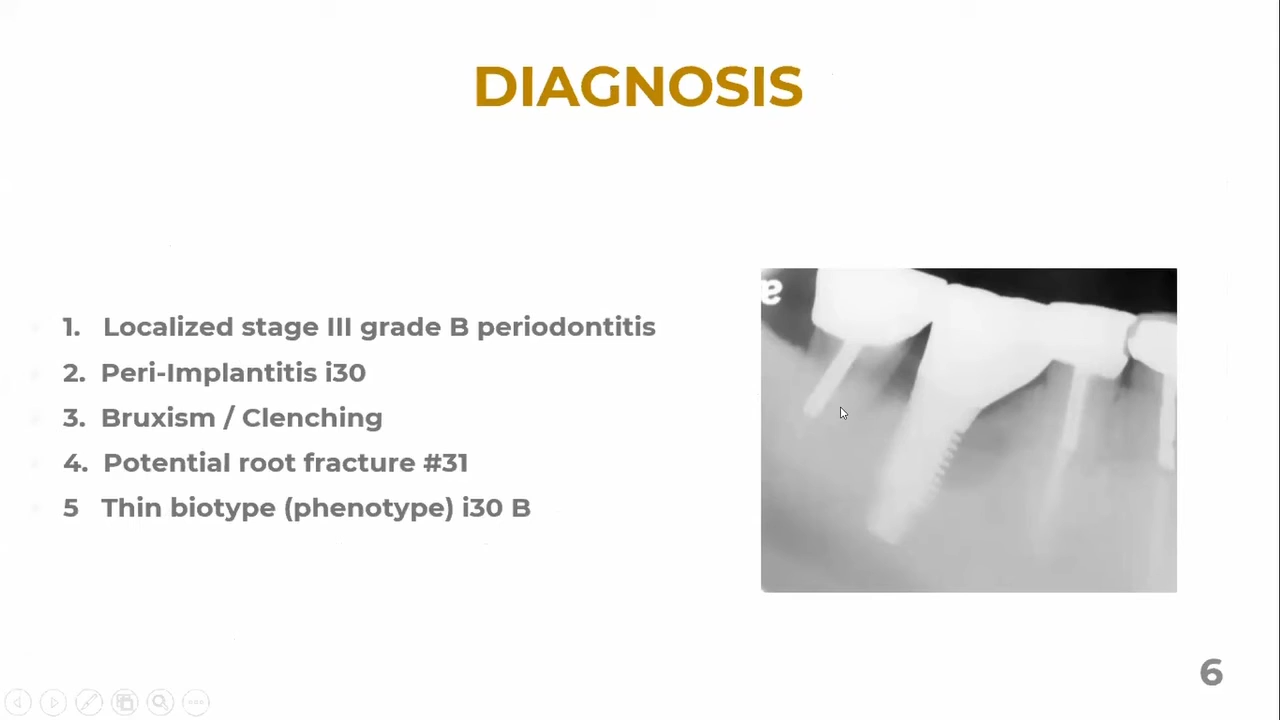 DIAGNOSIS
1. Localized stage III grade B periodontitis
2. Peri-Implantitis i30
3. Bruxism / Clenching
4. Potential root fracture #31
5 Thin biotype (phenotype) i30 B
6